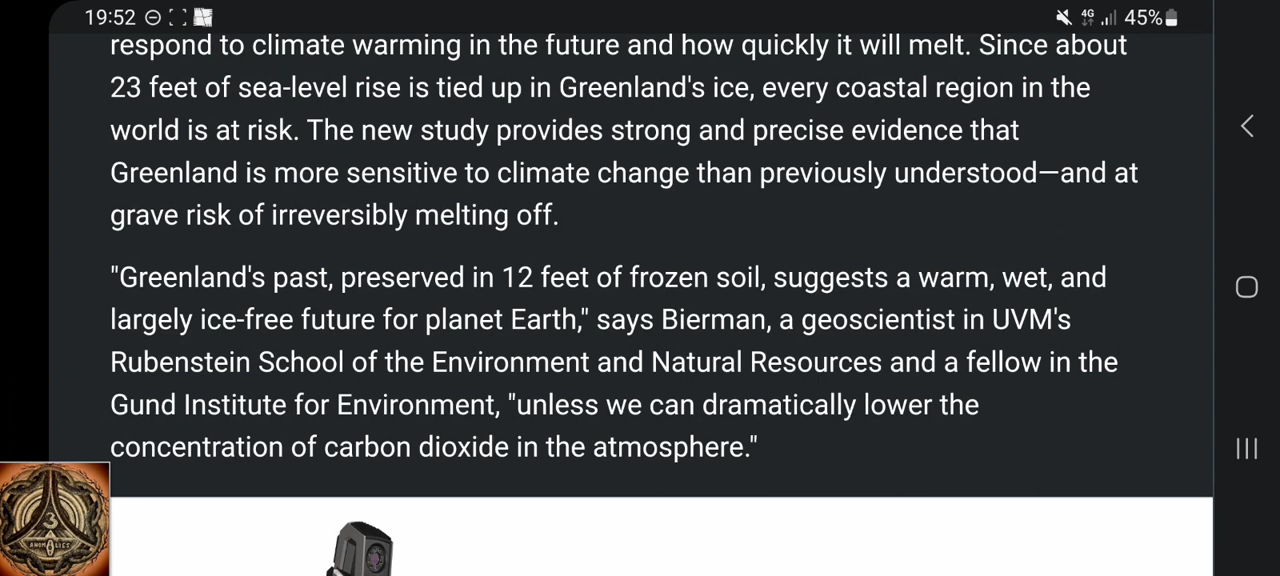 19:52
4G
45%
respond to climate warming in the future and how quickly it will melt. Since about
23 feet of sea-level rise is tied up in Greenland's ice, every coastal region in the
world is at risk. The new study provides strong and precise evidence that
Greenland is more sensitive to climate change than previously understood—and at
grave risk of irreversibly melting off.
"Greenland's past, preserved in 12 feet of frozen soil, suggests a warm, wet, and
largely ice-free future for planet Earth," says Bierman, a geoscientist in UVM's
Rubenstein School of the Environment and Natural Resources and a fellow in the
Gund Institute for Environment, "unless we can dramatically lower the
concentration of carbon dioxide in the atmosphere."
3